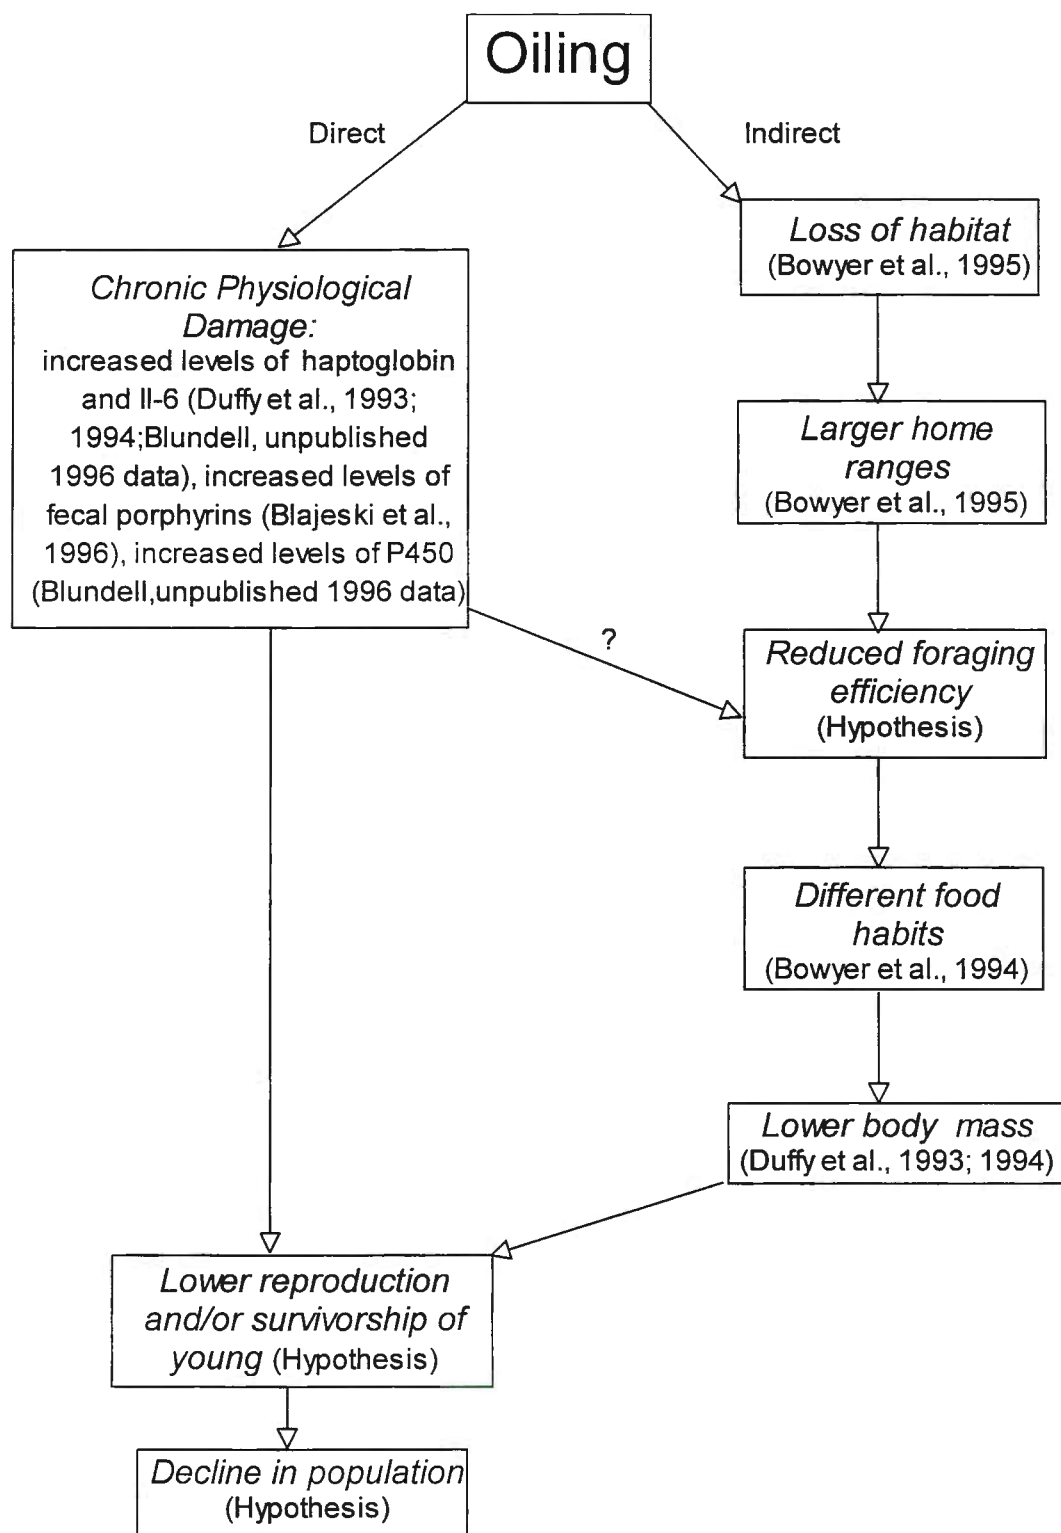 Oiling
Direct
Indirect
Loss of habitat
(Bowyer et al., 1995)
Chronic Physiological
Damage:
increased levels of haptoglobin
and Il-6 (Duffy et al., 1993;
1994;Blundell, unpublished
1996 data), increased levels of
fecal porphyrins (Blajeski et al.,
1996), increased levels of P450
(Blundell,unpublished 1996 data)
Larger home
ranges
(Bowyer et al., 1995)
?
Reduced foraging
efficiency
(Hypothesis)
Different food
habits
(Bowyer et al., 1994)
Lower body mass
(Duffy et al., 1993; 1994)
Lower reproduction
and/or survivorship of
young (Hypothesis)
Decline in population
(Hypothesis)